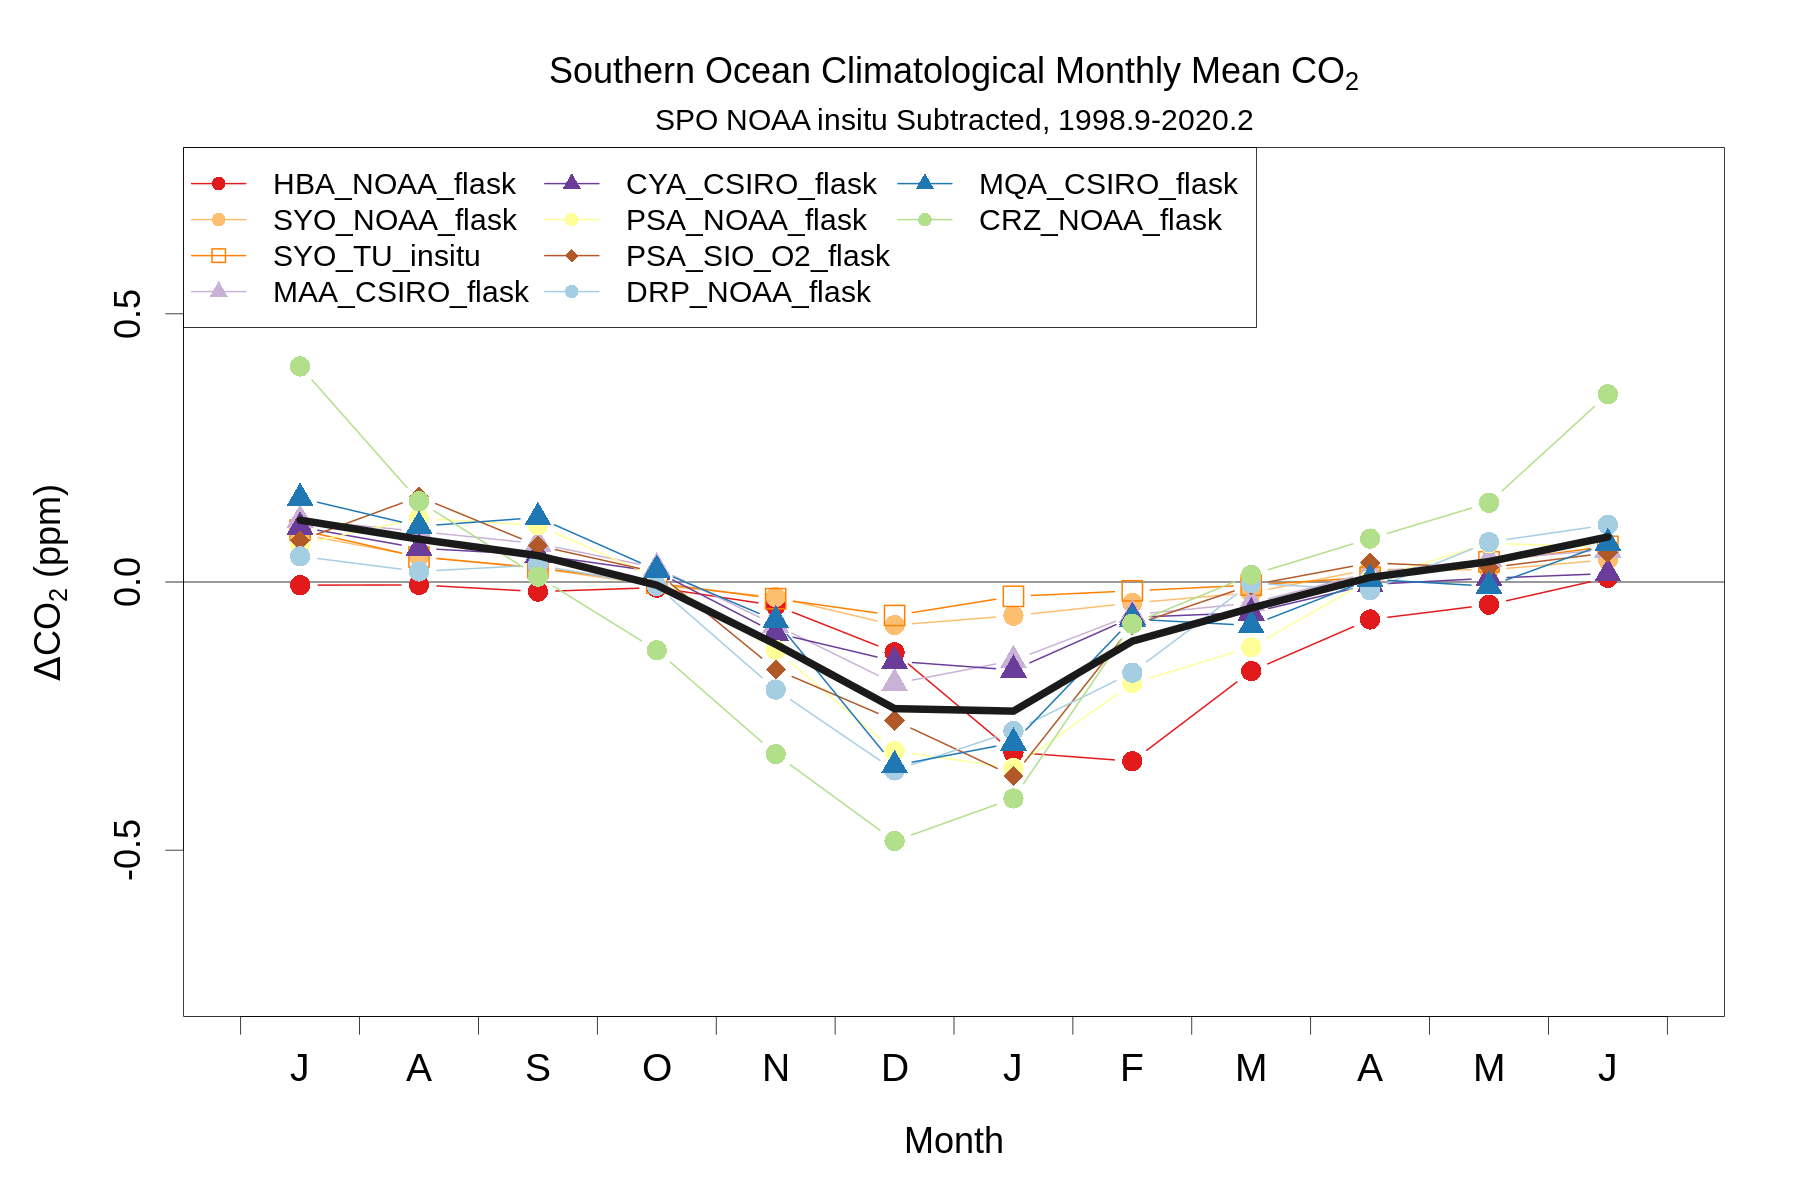 Southern Ocean Climatological Monthly Mean CO₂
SPO NOAA insitu Subtracted, 1998.9-2020.2
HBA_NOAA_flask
SYO_NOAA_flask
SYO_TU_insitu
MAA_CSIRO_flask
CYA_CSIRO_flask
PSA_NOAA_flask
PSA_SIO_O2_flask
DRP_NOAA_flask
MQA_CSIRO_flask
CRZ_NOAA_flask
ΔCO₂ (ppm)
0.5
0.0
-0.5
J A S O N D J F M A M J
Month